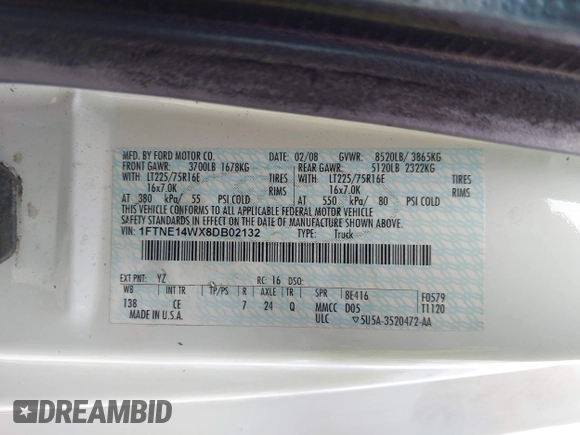 MFD. BY FORD MOTOR CO. 02/08 GVWR: 8520LB/ 3865KG
FRONT GAWR: 3700LB 1678KG REAR GAWR: 5120LB 2322KG
WITH LT225/75R16E TIRES WITH LT225/75R16E TIRES
16x7.0K RIMS 16x7.0K RIMS
AT 380 kPa/ 55 PSI COLD AT 550 kPa/ 80 PSI COLD
THIS VEHICLE CONFORMS TO ALL APPLICABLE FEDERAL MOTOR VEHICLE
SAFETY STANDARDS IN EFFECT ON THE DATE OF MANUFACTURE SHOWN ABOVE.
VIN: 1FTNE14WX8DB02132 TYPE: Truck
EXT PNT: YZ RC: 16 DSO:
WB INT TR TP/PS R AXLE TR SPR 8E416 F0579
138 CE 7 24 Q MMCC D05 T1120
MADE IN U.S.A. ULC 5U5A-3520472-AA
DREAMBID